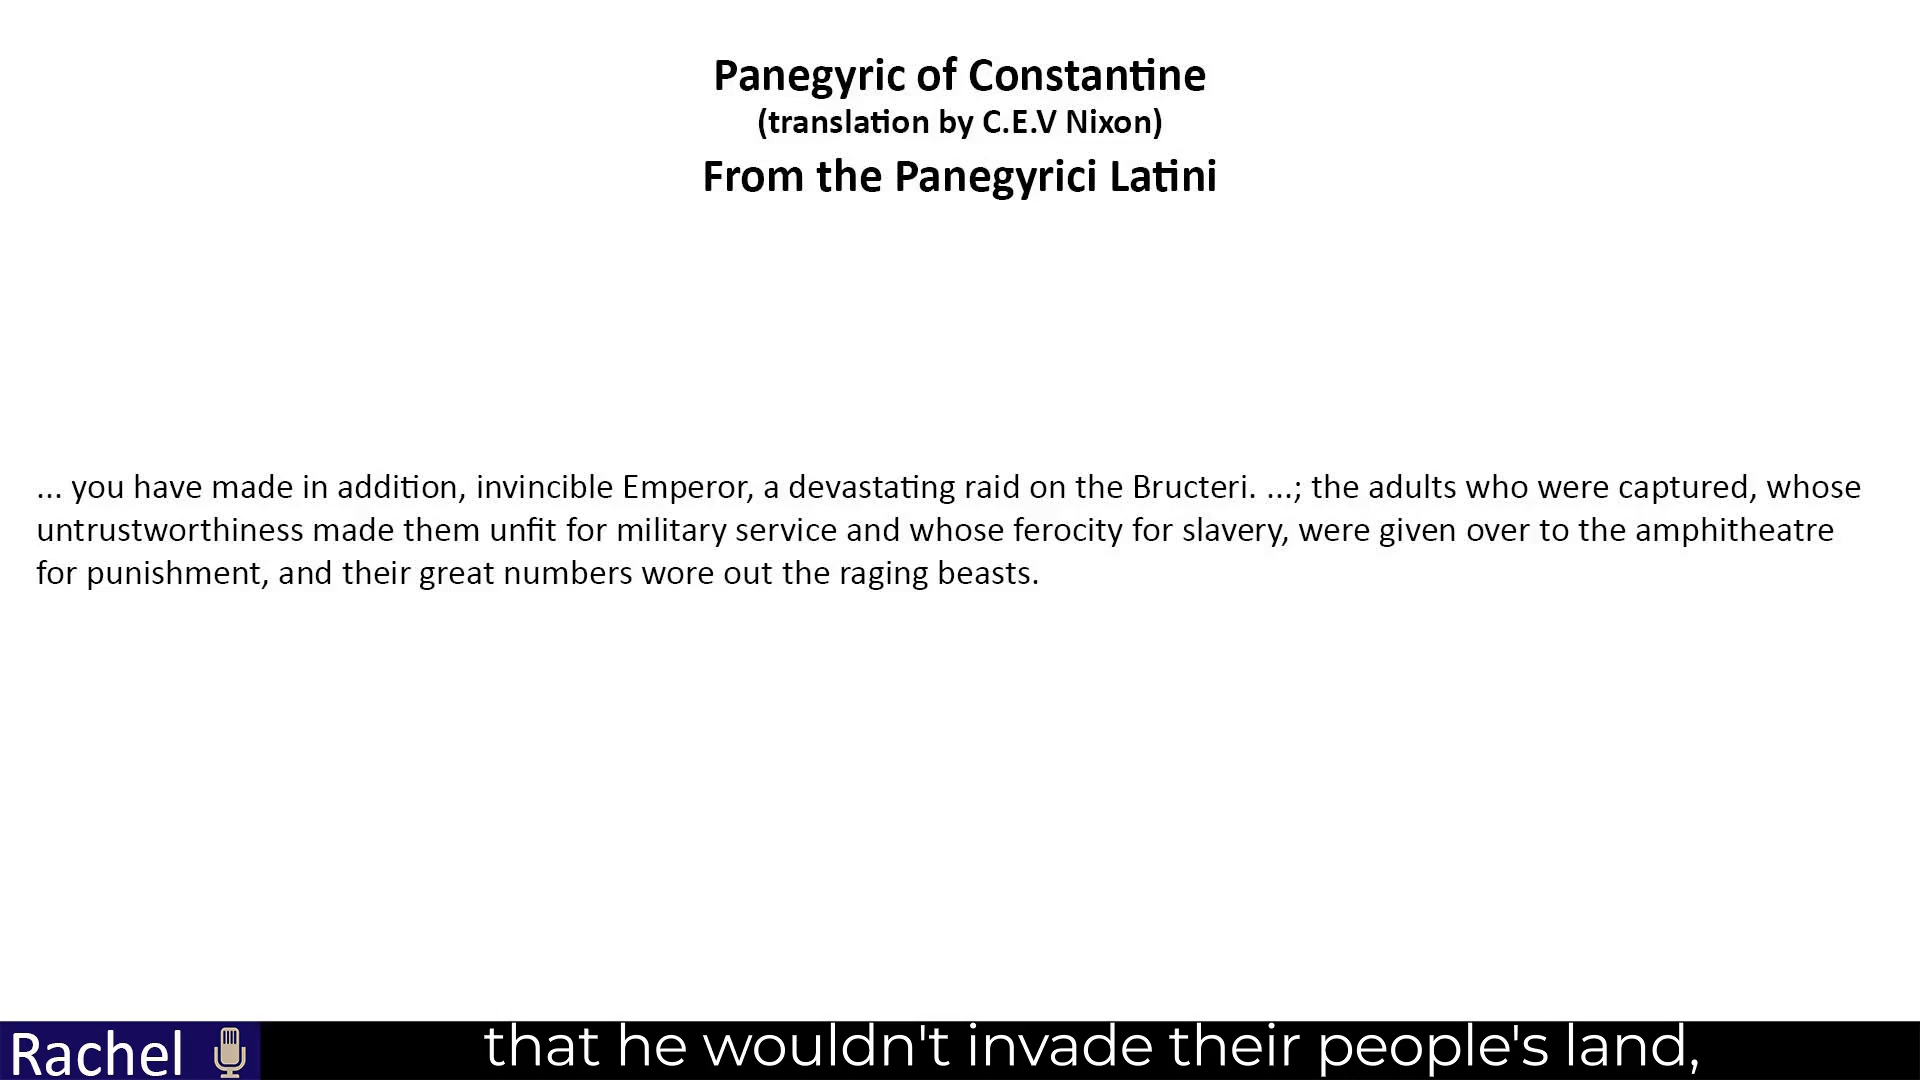 Panegyric of Constantine
(translation by C.E.V Nixon)
From the Panegyrici Latini
... you have made in addition, invincible Emperor, a devastating raid on the Bructeri. ...; the adults who were captured, whose
untrustworthiness made them unfit for military service and whose ferocity for slavery, were given over to the amphitheatre
for punishment, and their great numbers wore out the raging beasts.
Rachel
that he wouldn't invade their people's land,